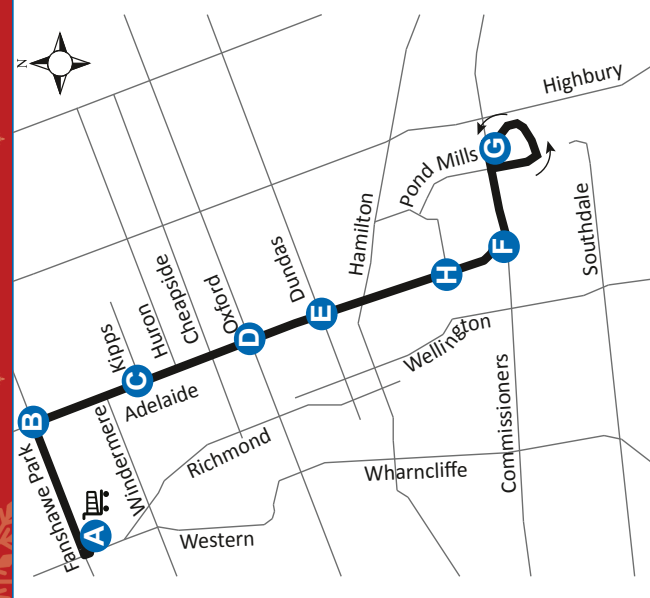 N
Highbury
Pond Mills
G
Hamilton
Southdale
Dundas
F
Cheapside
Oxford
H
Huron
Kipps
E
D
Wellington
C
Adelaide
B
Windermere
Commissioners
Fanshawe Park
Richmond
Wharncliffe
A
Western